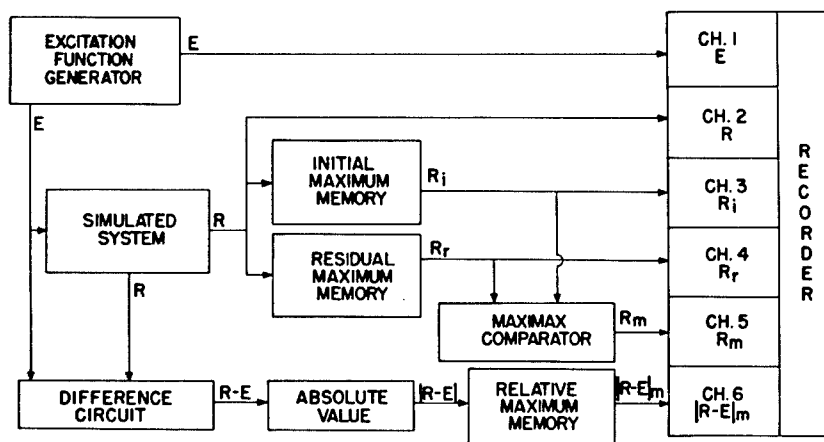 EXCITATION
FUNCTION
GENERATOR
E
E
CH. 1
E
CH. 2
R
INITIAL
MAXIMUM
MEMORY
Ri
CH. 3
Ri
SIMULATED
SYSTEM
R
R
RESIDUAL
MAXIMUM
MEMORY
Rr
CH. 4
Rr
MAXIMAX
COMPARATOR
Rm
CH. 5
Rm
DIFFERENCE
CIRCUIT
R-E
ABSOLUTE
VALUE
|R-E|
RELATIVE
MAXIMUM
MEMORY
|R-E|m
CH. 6
|R-E|m
RECORDER